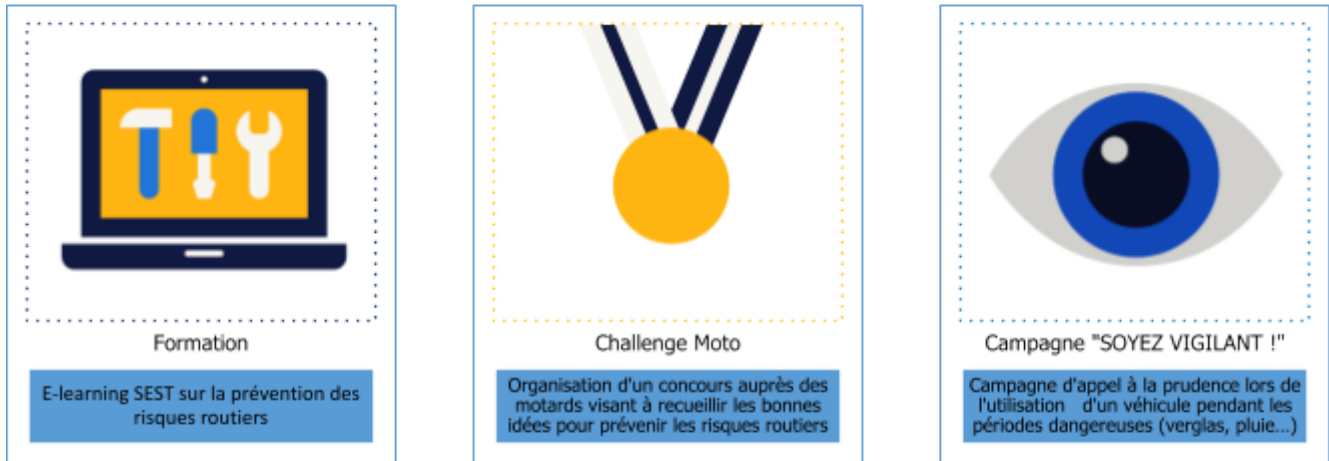 Formation
E-learning SEST sur la prévention des
risques routiers
Challenge Moto
Organisation d'un concours auprès des
motards visant à recueillir les bonnes
idées pour prévenir les risques routiers
Campagne "SOYEZ VIGILANT !"
Campagne d'appel à la prudence lors de
l'utilisation d'un véhicule pendant les
périodes dangereuses (verglas, pluie...)